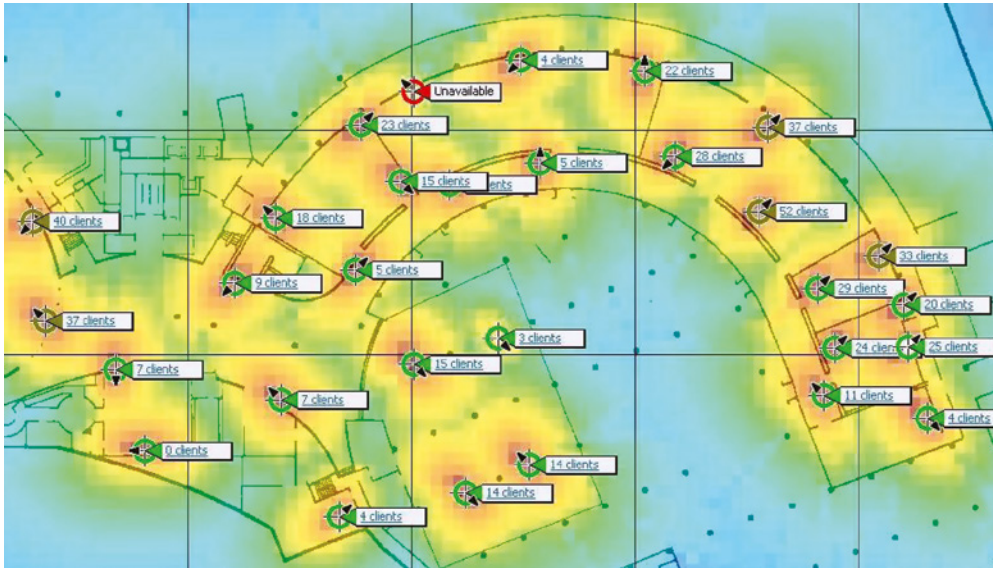 4 clients
22 clients
Unavailable
23 clients
37 clients
28 clients
5 clients
15 clients
clients
18 clients
40 clients
52 clients
33 clients
5 clients
9 clients
29 clients
20 clients
37 clients
3 clients
24 clien
25 clients
15 clients
7 clients
11 clients
7 clients
4 clients
0 clients
14 clients
14 clients
4 clients